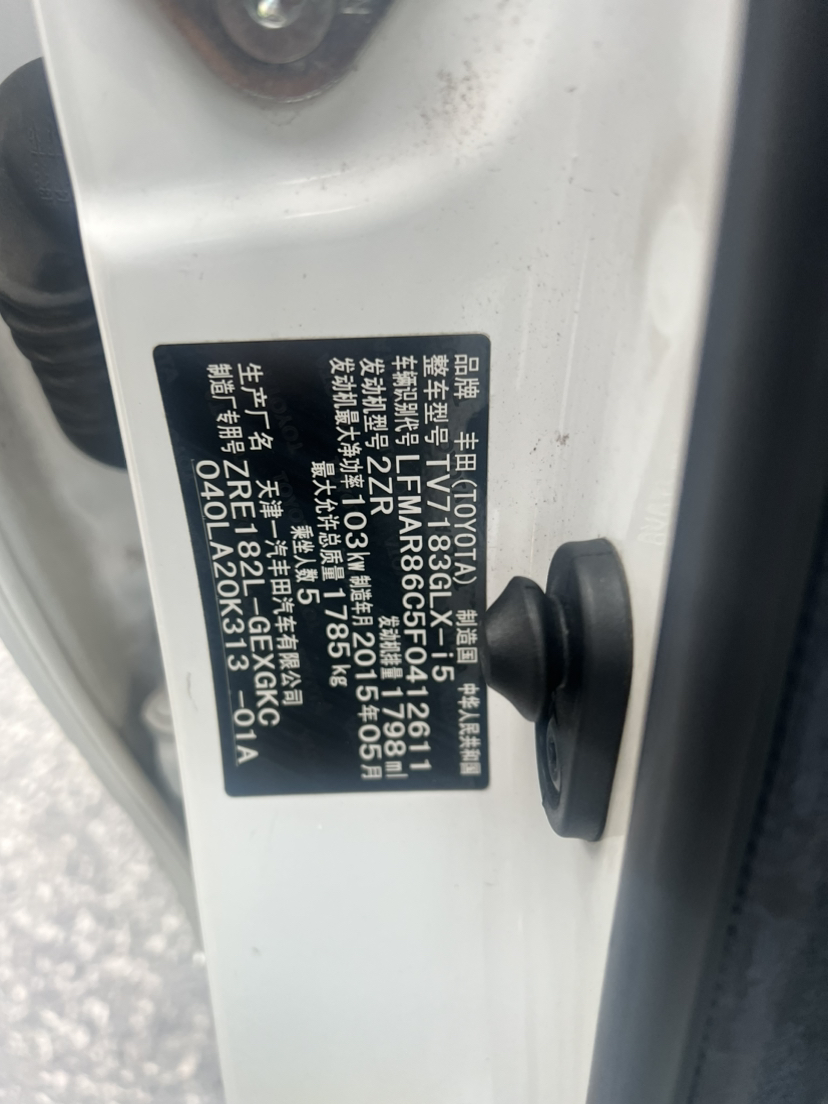 品牌 丰田(TOYOTA) 制造国 中华人民共和国
整车型号 TV7183GLX-i5
车辆识别代号 LFMAR86C5F0412611
发动机型号 2ZR 发动机排量 1798ml
发动机最大净功率 103kw 制造年月 2015年05月
最大允许总质量 1785kg
乘坐人数 5
生产厂名 天津一汽丰田汽车有限公司
制造厂专用号 ZRE182L-GEXGKC
040LA20K313 -01A